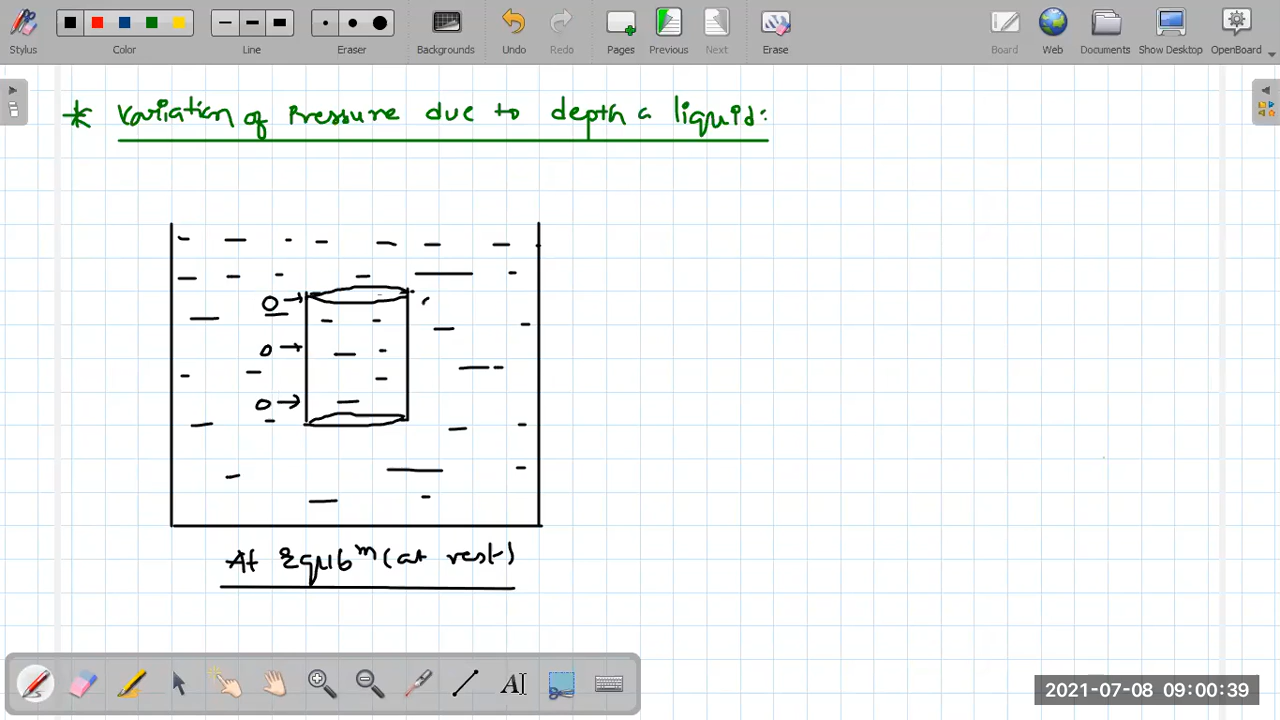 Stylus
Color
Line
Eraser
Backgrounds
Undo
Redo
Pages
Previous
Next
Erase
Board
Web
Documents
Show Desktop
OpenBoard
* Variation of Pressure due to depth a liquid:
At Equib^m (at rest)
AI
2021-07-08 09:00:39